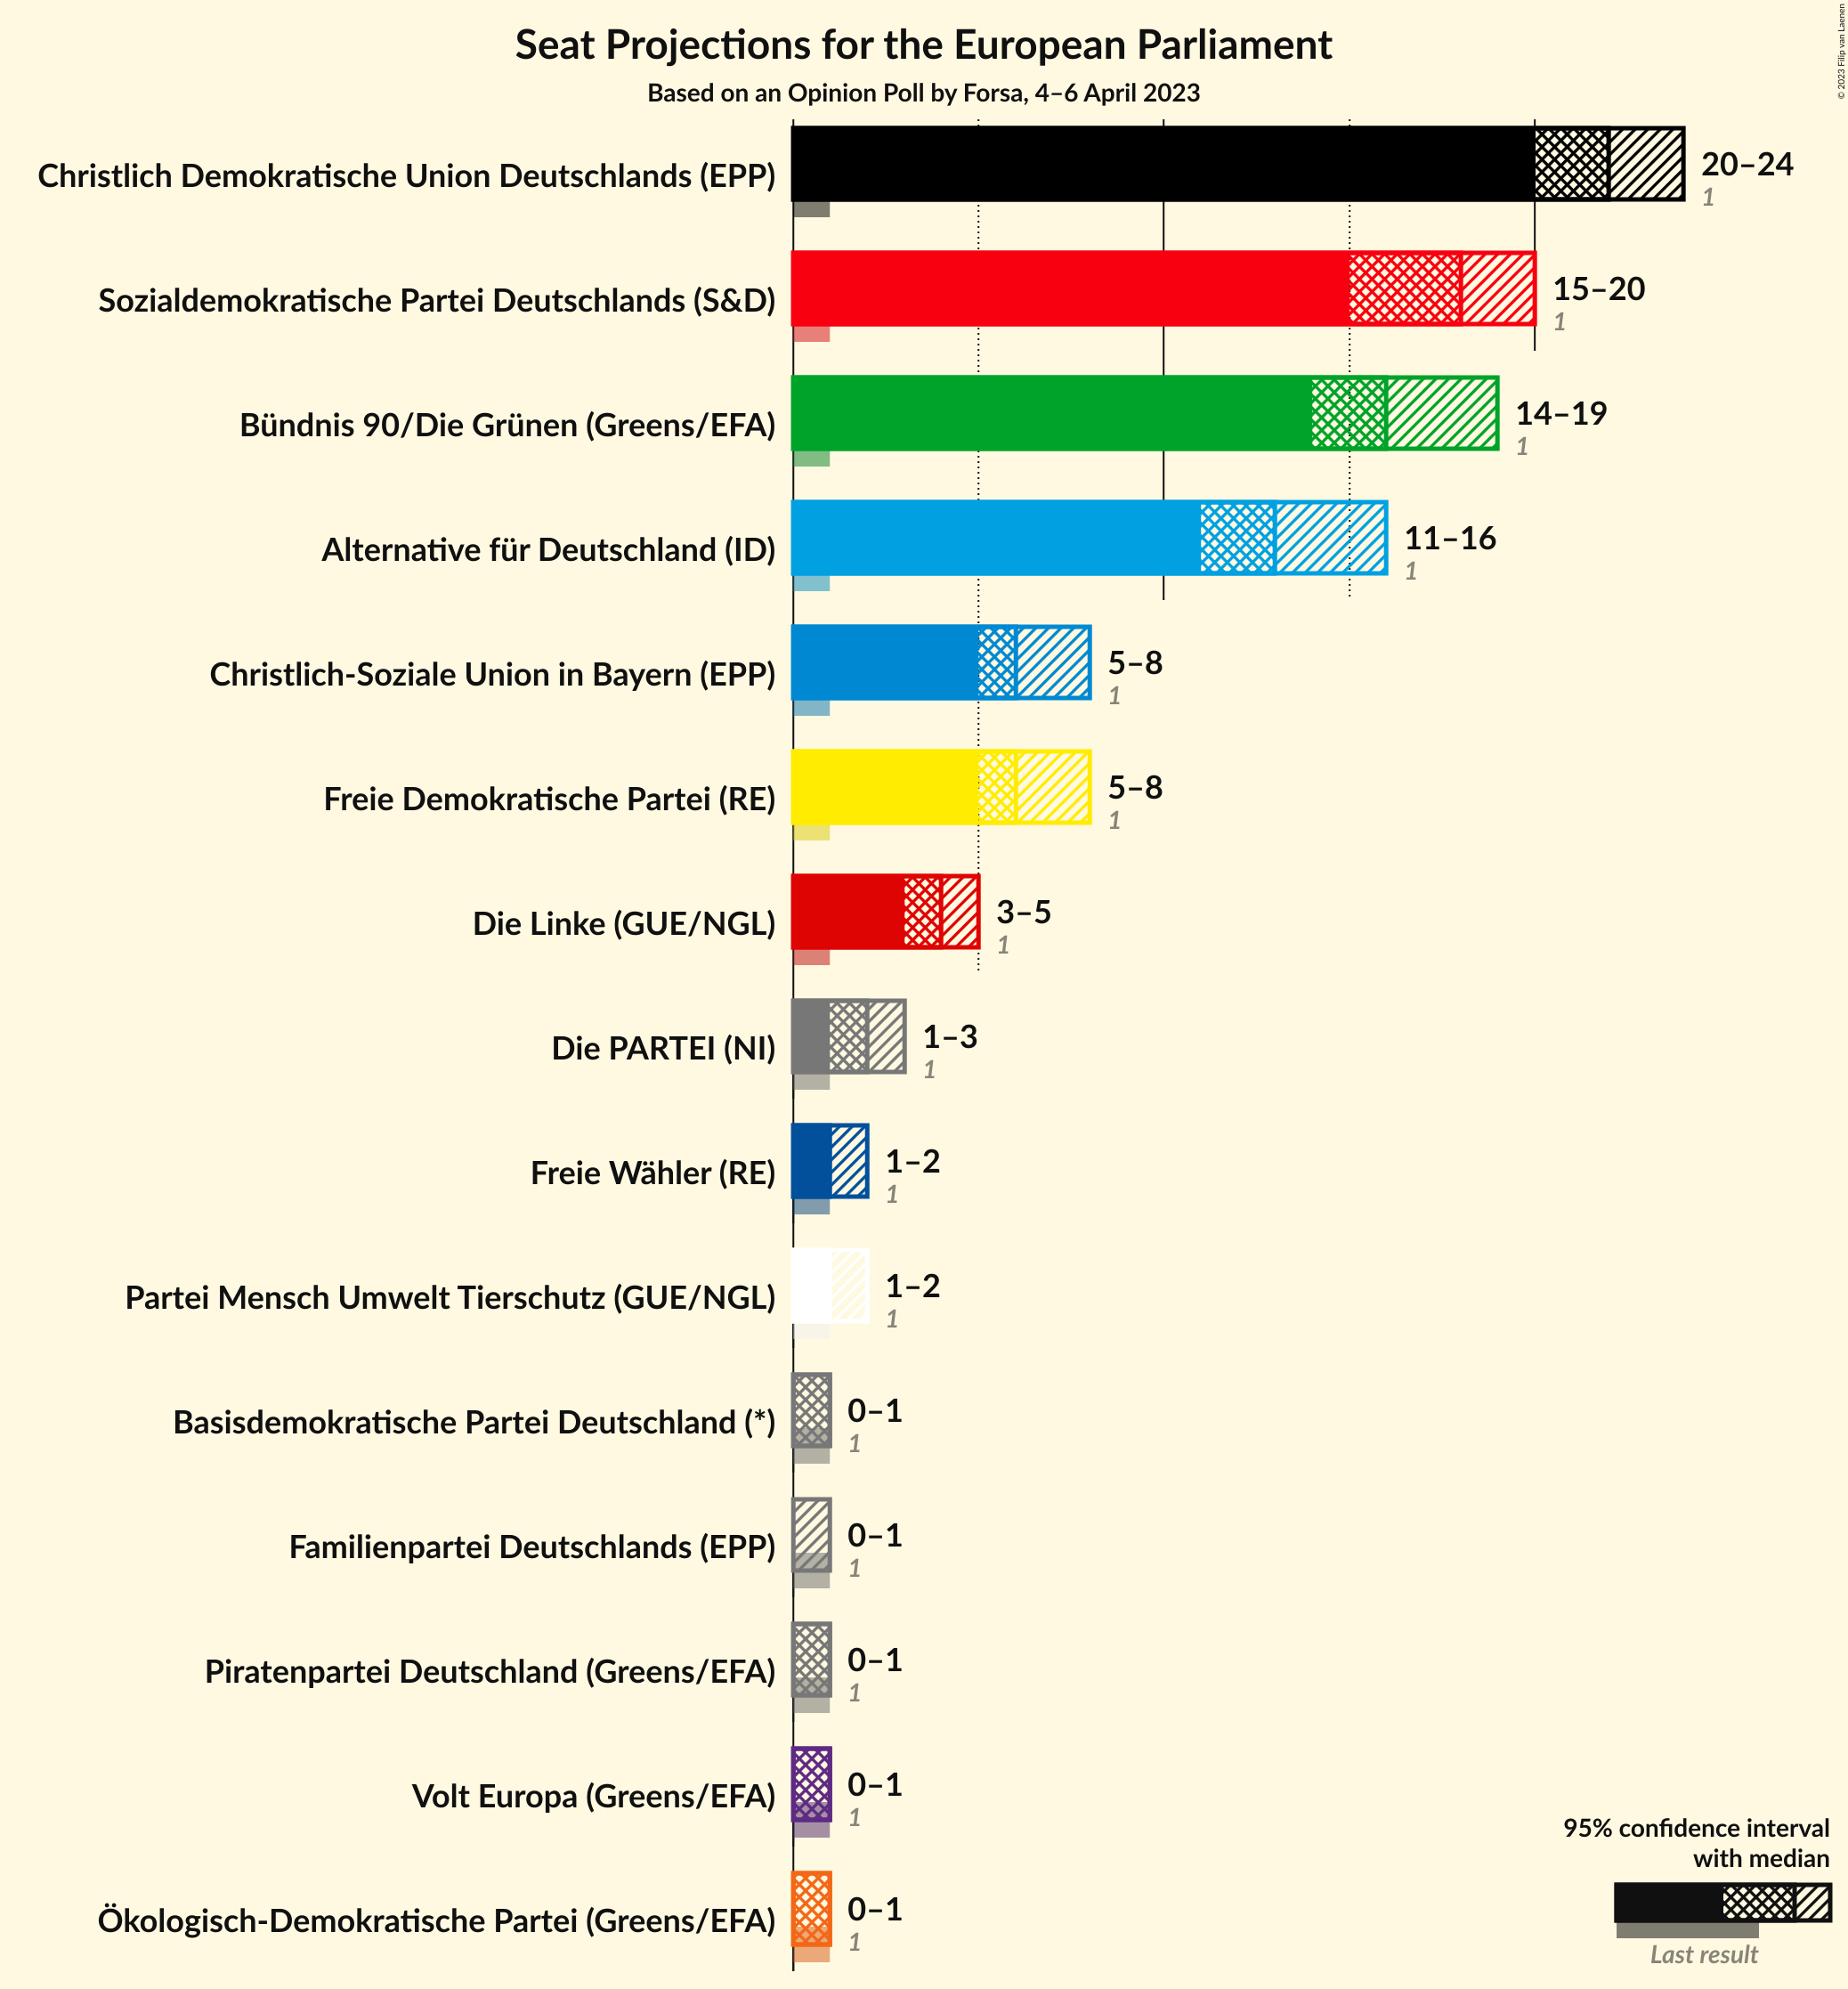 Seat Projections for the European Parliament
Based on an Opinion Poll by Forsa, 4–6 April 2023
© 2023 Filip van Laenen
Christlich Demokratische Union Deutschlands (EPP)
20–24
1
Sozialdemokratische Partei Deutschlands (S&D)
15–20
1
Bündnis 90/Die Grünen (Greens/EFA)
14–19
1
Alternative für Deutschland (ID)
11–16
1
Christlich-Soziale Union in Bayern (EPP)
5–8
1
Freie Demokratische Partei (RE)
5–8
1
Die Linke (GUE/NGL)
3–5
1
Die PARTEI (NI)
1–3
1
Freie Wähler (RE)
1–2
1
Partei Mensch Umwelt Tierschutz (GUE/NGL)
1–2
1
Basisdemokratische Partei Deutschland (*)
0–1
1
Familienpartei Deutschlands (EPP)
0–1
1
Piratenpartei Deutschland (Greens/EFA)
0–1
1
Volt Europa (Greens/EFA)
0–1
1
Ökologisch-Demokratische Partei (Greens/EFA)
0–1
1
95% confidence interval
with median
Last result